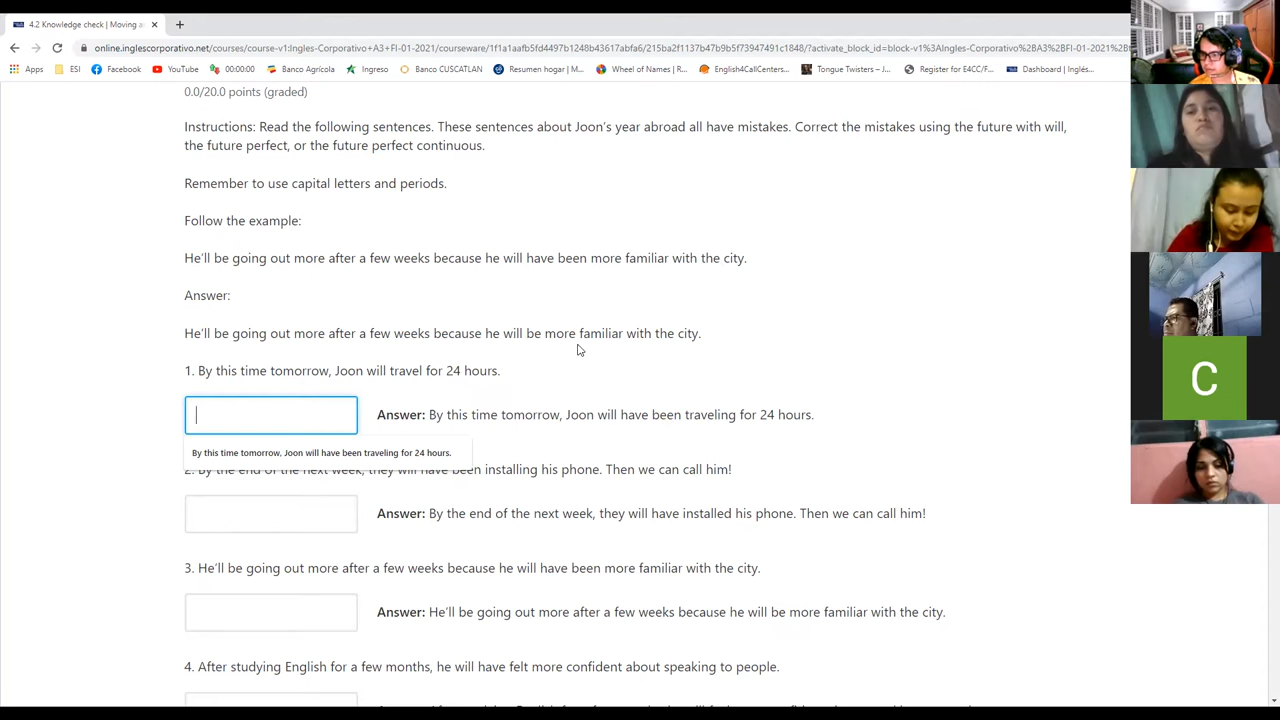 4.2 Knowledge check | Moving a
online.inglescorporativo.net/courses/course-v1:Ingles-Corporativo+A3+FI-01-2021/courseware/1f1a1aafb5fd4497b1248b43617abfa6/215ba2f1137b47b9b5f73947491c1848/?activate_block_id=block-v1%3AIngles-Corporativo%2BA3%2BFI-01-2021%2B
Apps ESI Facebook YouTube 00:00:00 Banco Agrícola Ingreso Banco CUSCATLAN Resumen hogar | M... Wheel of Names | R... English4CallCenters... Tongue Twisters – J... Register for E4CC/F... Dashboard | Inglés...
0.0/20.0 points (graded)
Instructions: Read the following sentences. These sentences about Joon's year abroad all have mistakes. Correct the mistakes using the future with will,
the future perfect, or the future perfect continuous.
Remember to use capital letters and periods.
Follow the example:
He'll be going out more after a few weeks because he will have been more familiar with the city.
Answer:
He'll be going out more after a few weeks because he will be more familiar with the city.
1. By this time tomorrow, Joon will travel for 24 hours.
Answer: By this time tomorrow, Joon will have been traveling for 24 hours.
By this time tomorrow, Joon will have been traveling for 24 hours.
2. By the end of the next week, they will have been installing his phone. Then we can call him!
Answer: By the end of the next week, they will have installed his phone. Then we can call him!
3. He'll be going out more after a few weeks because he will have been more familiar with the city.
Answer: He'll be going out more after a few weeks because he will be more familiar with the city.
4. After studying English for a few months, he will have felt more confident about speaking to people.
C